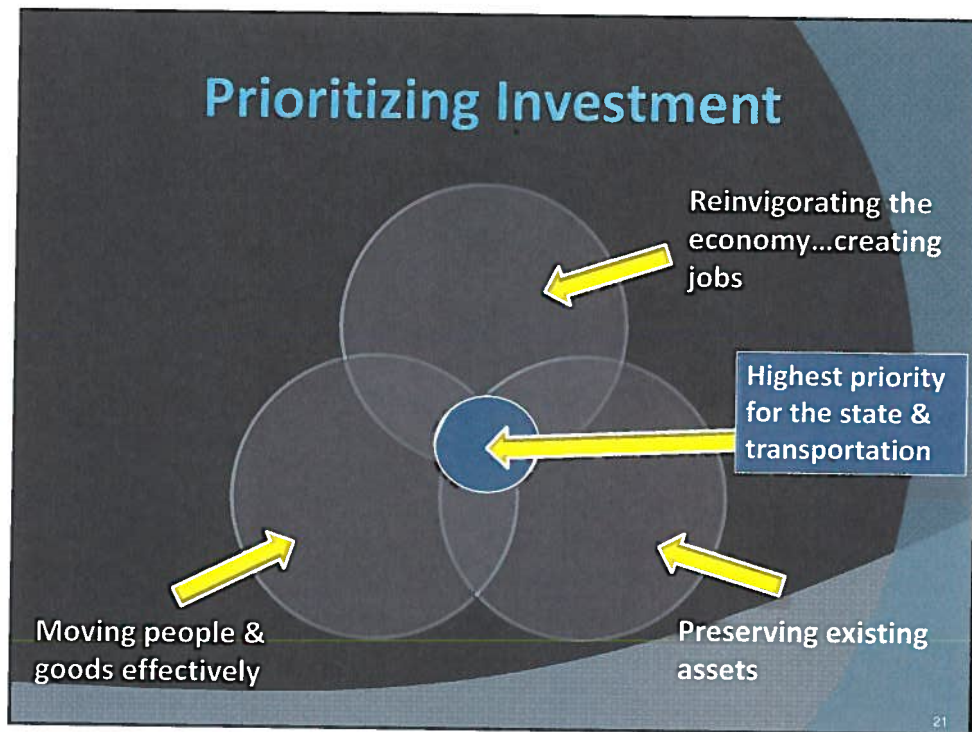 Prioritizing Investment
Reinvigorating the
economy...creating
jobs
Highest priority
for the state &
transportation
Moving people &
goods effectively
Preserving existing
assets
21